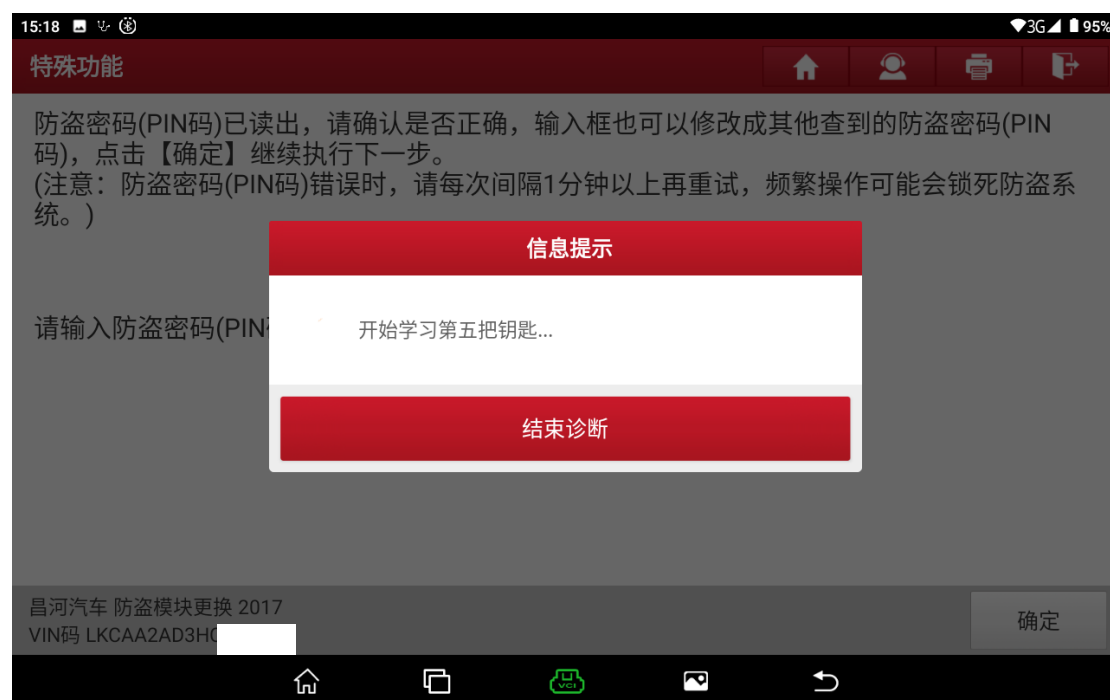 15:18
3G
95%
特殊功能
防盗密码(PIN码)已读出，请确认是否正确，输入框也可以修改成其他查到的防盗密码(PIN
码)，点击【确定】继续执行下一步。
(注意：防盗密码(PIN码)错误时，请每次间隔1分钟以上再重试，频繁操作可能会锁死防盗系
统。)
信息提示
请输入防盗密码(PIN
开始学习第五把钥匙...
结束诊断
昌河汽车 防盗模块更换 2017
VIN码 LKCAA2AD3H
确定
VCI